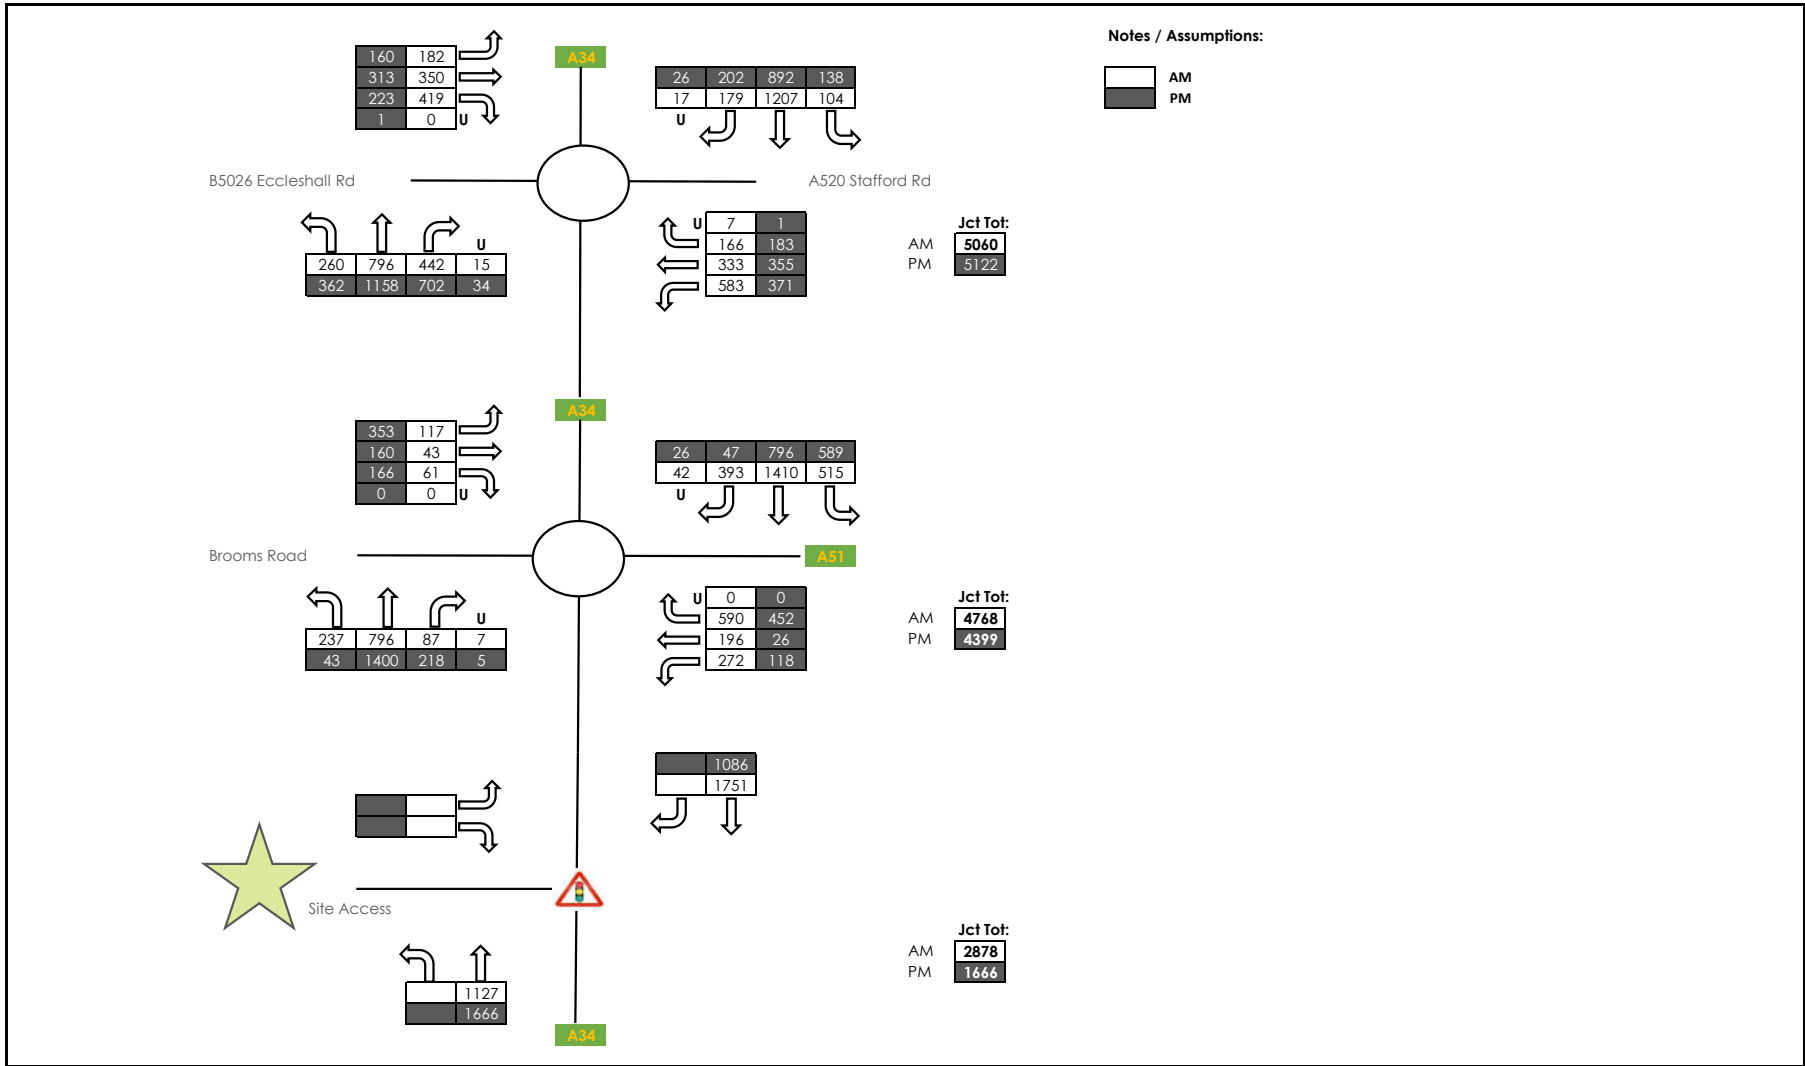 Notes / Assumptions:
AM
PM
A34
160 182
313 350
223 419
1 0 U
26 202 892 138
17 179 1207 104
U
B5026 Eccleshall Rd
A520 Stafford Rd
U
260 796 442 15
362 1158 702 34
U 7 1
166 183
333 355
583 371
Jct Tot:
AM 5060
PM 5122
A34
353 117
160 43
166 61
0 0 U
26 47 796 589
42 393 1410 515
U
Brooms Road
A51
U
237 796 87 7
43 1400 218 5
U 0 0
590 452
196 26
272 118
Jct Tot:
AM 4768
PM 4399
1086
1751
Site Access
1127
1666
Jct Tot:
AM 2878
PM 1666
A34